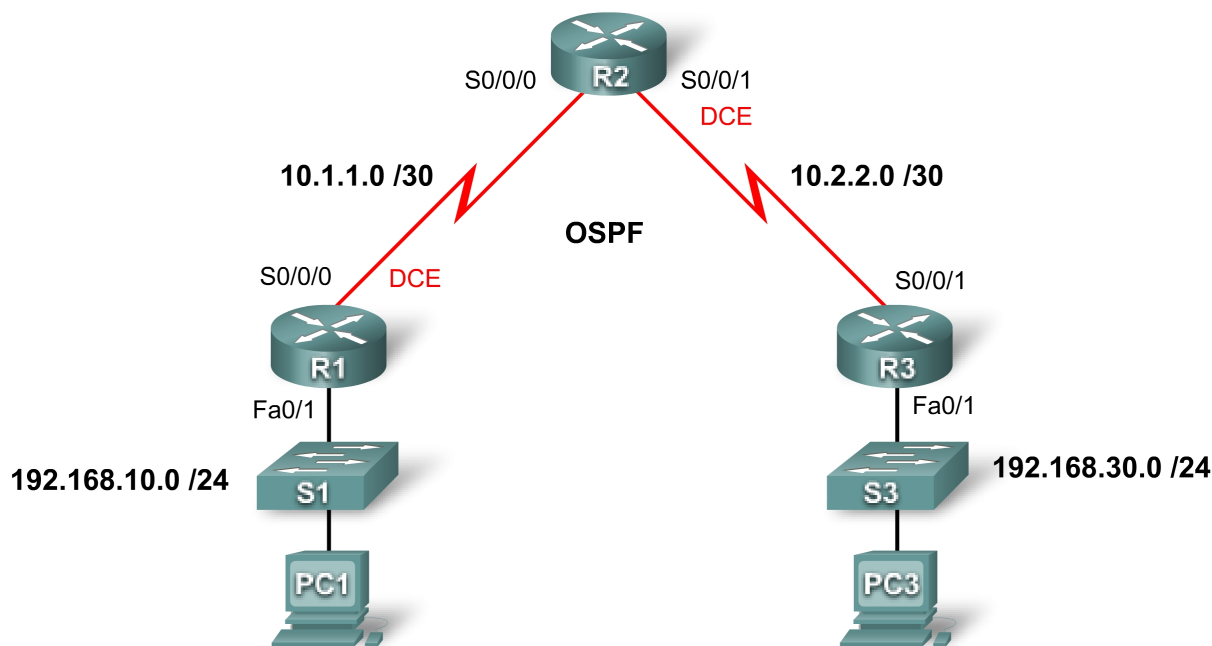 R2
S0/0/0
S0/0/1
DCE
10.1.1.0 /30
10.2.2.0 /30
OSPF
S0/0/0
DCE
S0/0/1
R1
R3
Fa0/1
Fa0/1
192.168.10.0 /24
S1
S3
192.168.30.0 /24
PC1
PC3